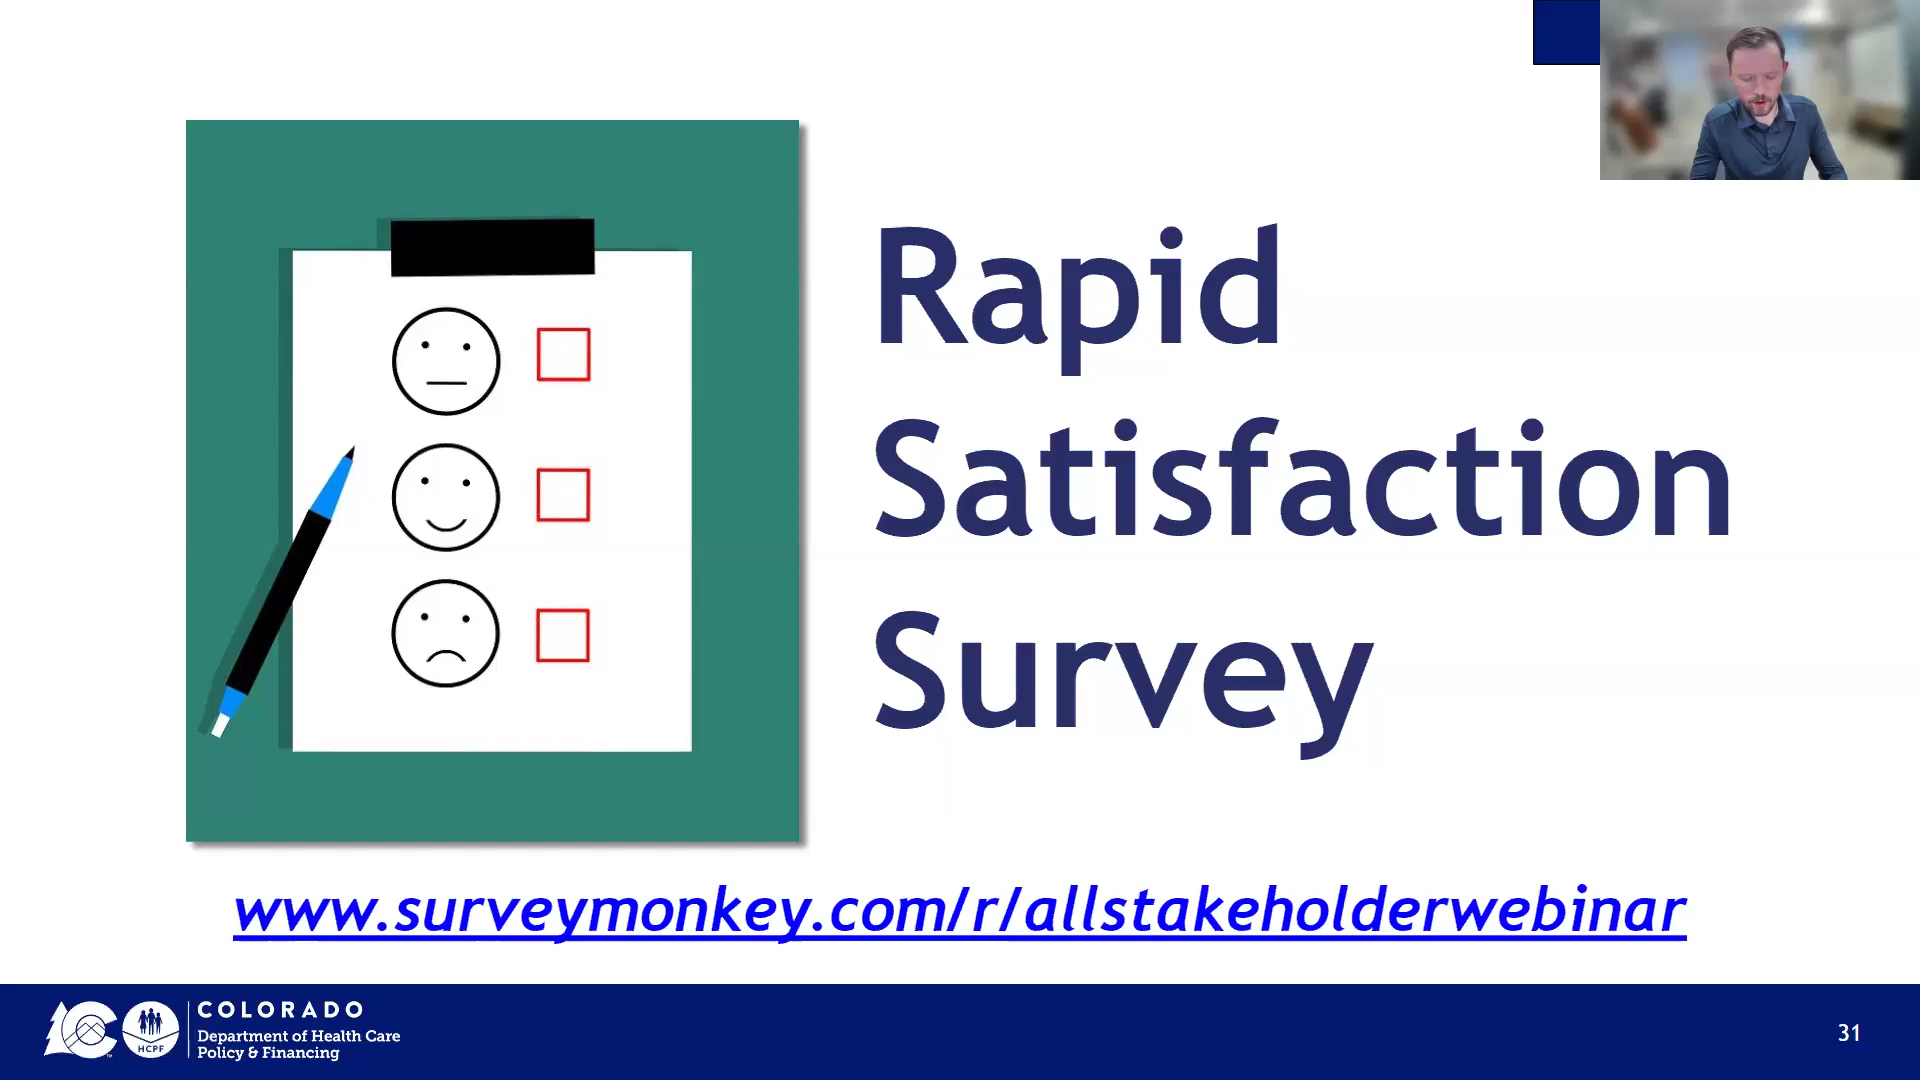 Rapid
Satisfaction
Survey
www.surveymonkey.com/r/allstakeholderwebinar
COLORADO
Department of Health Care
Policy & Financing
HCPF
31